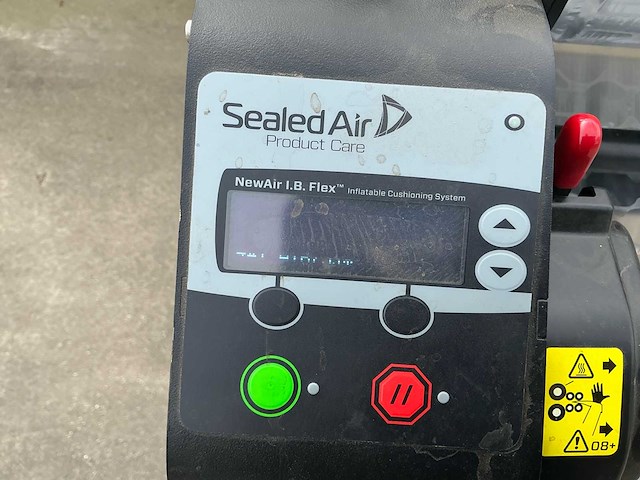 Sealed Air
Product Care
NewAir I.B. Flex™ Inflatable Cushioning System
08+